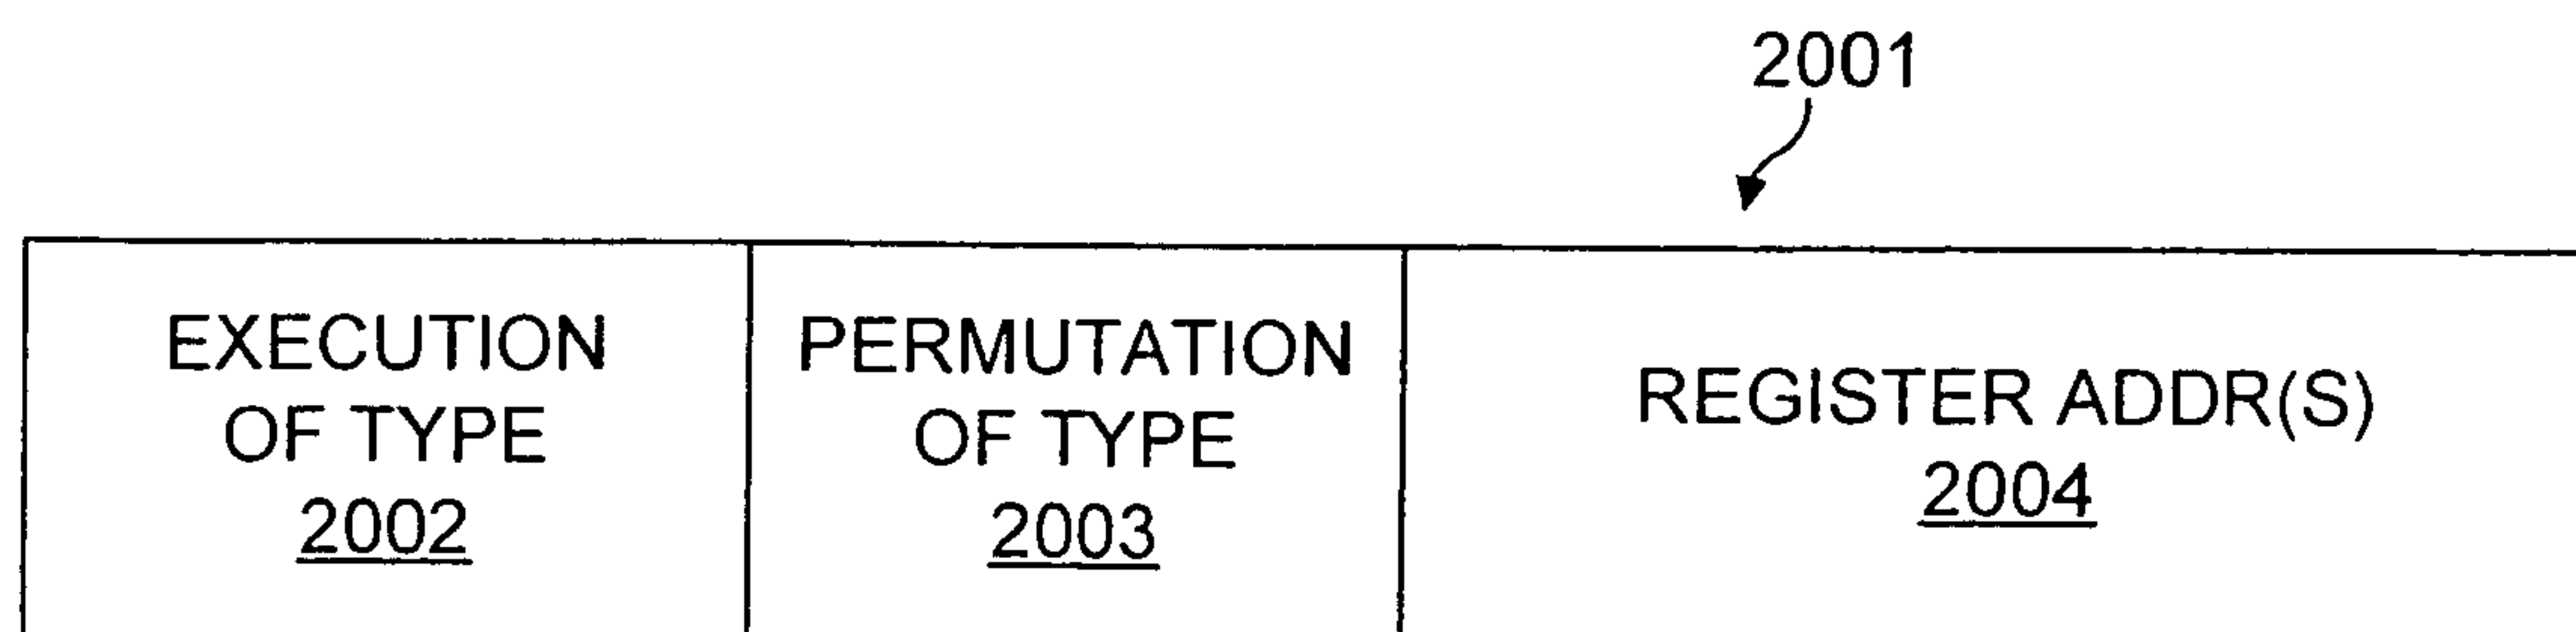 2001
EXECUTION
OF TYPE
2002
PERMUTATION
OF TYPE
2003
REGISTER ADDR(S)
2004